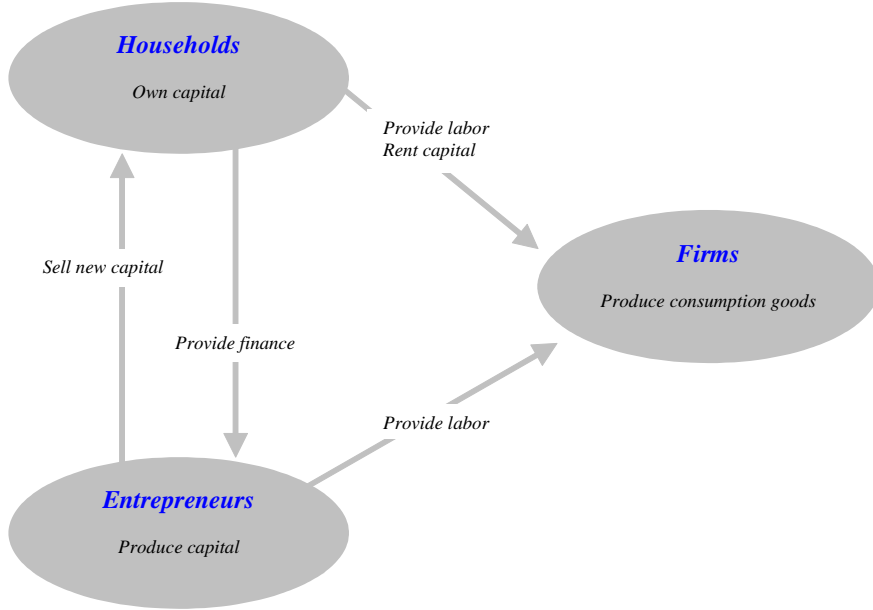 Households
Own capital
Provide labor
Rent capital
Sell new capital
Firms
Produce consumption goods
Provide finance
Provide labor
Entrepreneurs
Produce capital